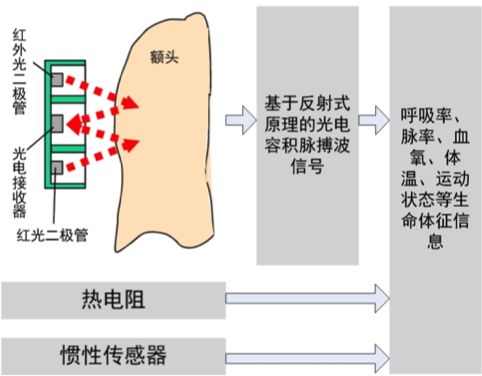 红外光二极管
额头
光电接收器
红光二极管
基于反射式
原理的光电
容积脉搏波
信号
呼吸率、
脉率、血
氧、体
温、运动
状态等生
命体征信
息
热电阻
惯性传感器